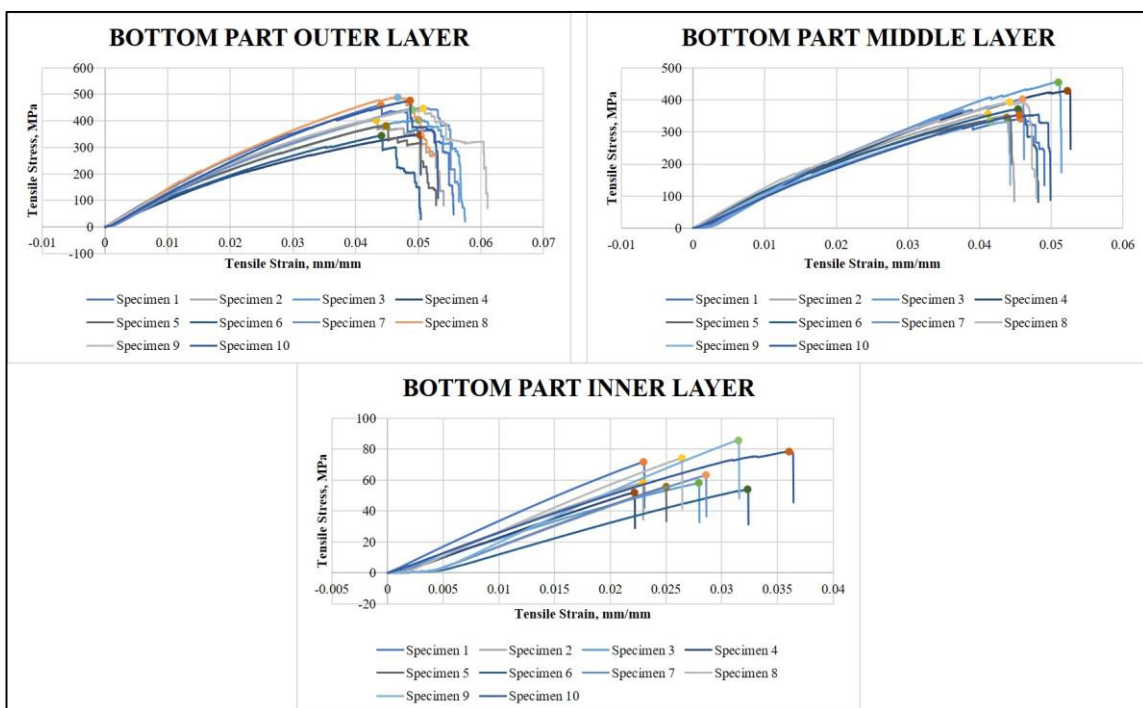 BOTTOM PART OUTER LAYER
Tensile Stress, MPa
600
500
400
300
200
100
0
-100
-0.01 0 0.01 0.02 0.03 0.04 0.05 0.06 0.07
Tensile Strain, mm/mm
Specimen 1 Specimen 2 Specimen 3 Specimen 4
Specimen 5 Specimen 6 Specimen 7 Specimen 8
Specimen 9 Specimen 10
BOTTOM PART MIDDLE LAYER
Tensile Stress, MPa
500
400
300
200
100
0
-0.01 0 0.01 0.02 0.03 0.04 0.05 0.06
Tensile Strain, mm/mm
Specimen 1 Specimen 2 Specimen 3 Specimen 4
Specimen 5 Specimen 6 Specimen 7 Specimen 8
Specimen 9 Specimen 10
BOTTOM PART INNER LAYER
Tensile Stress, MPa
100
80
60
40
20
0
-20
-0.005 0 0.005 0.01 0.015 0.02 0.025 0.03 0.035 0.04
Tensile Strain, mm/mm
Specimen 1 Specimen 2 Specimen 3 Specimen 4
Specimen 5 Specimen 6 Specimen 7 Specimen 8
Specimen 9 Specimen 10